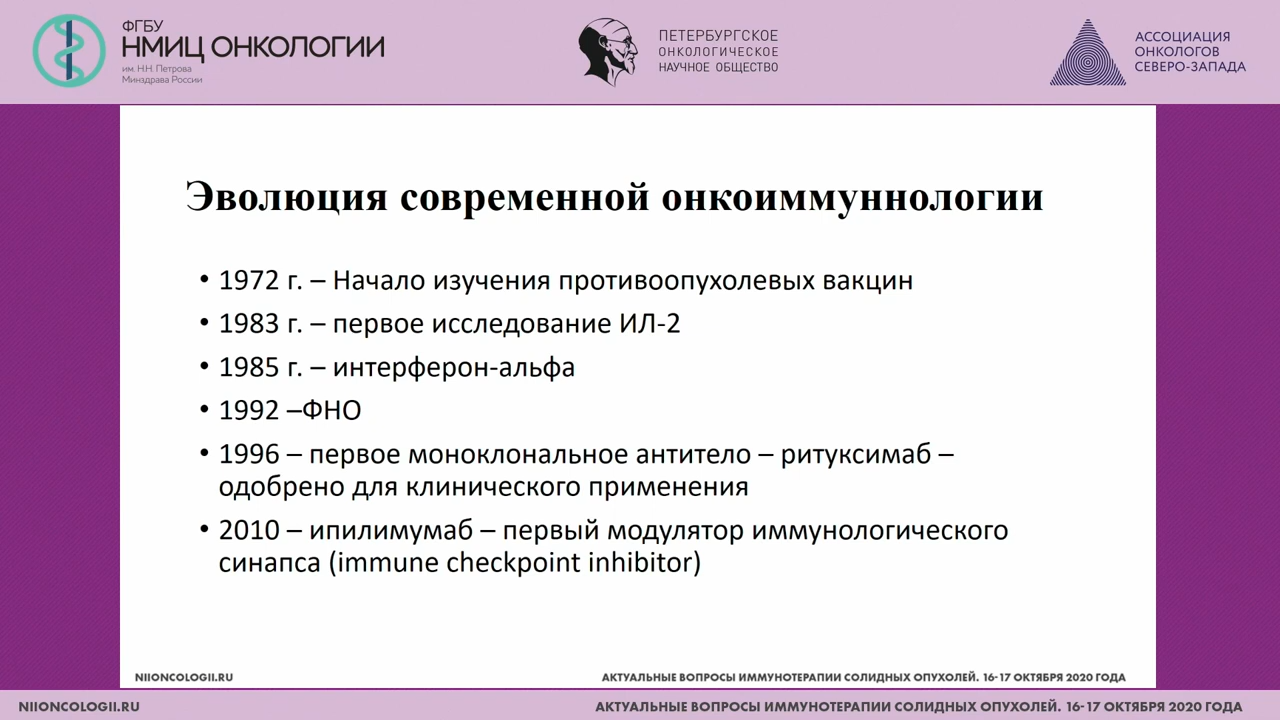 ФГБУ
НМИЦ ОНКОЛОГИИ
им. Н.Н. Петрова
Минздрава России
ПЕТЕРБУРГСКОЕ
ОНКОЛОГИЧЕСКОЕ
НАУЧНОЕ ОБЩЕСТВО
АССОЦИАЦИЯ
ОНКОЛОГОВ
СЕВЕРО-ЗАПАДА
Эволюция современной онкоиммуннологии
• 1972 г. – Начало изучения противоопухолевых вакцин
• 1983 г. – первое исследование ИЛ-2
• 1985 г. – интерферон-альфа
• 1992 –ФНО
• 1996 – первое моноклональное антитело – ритуксимаб –
одобрено для клинического применения
• 2010 – ипилимумаб – первый модулятор иммунологического
синапса (immune checkpoint inhibitor)
NIIONCOLOGII.RU
АКТУАЛЬНЫЕ ВОПРОСЫ ИММУНОТЕРАПИИ СОЛИДНЫХ ОПУХОЛЕЙ. 16-17 ОКТЯБРЯ 2020 ГОДА
NIIONCOLOGII.RU
АКТУАЛЬНЫЕ ВОПРОСЫ ИММУНОТЕРАПИИ СОЛИДНЫХ ОПУХОЛЕЙ. 16-17 ОКТЯБРЯ 2020 ГОДА